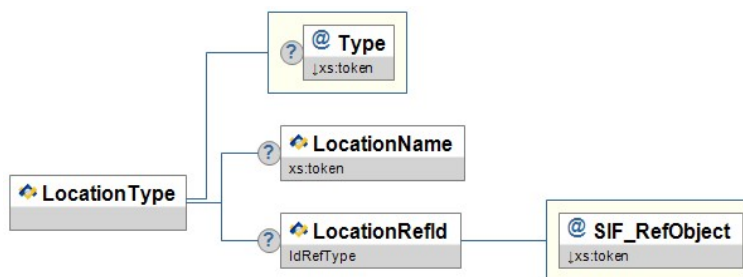 @ Type
↓xs:token
?
LocationName
xs:token
?
LocationType
LocationRefId
IdRefType
?
@ SIF_RefObject
↓xs:token